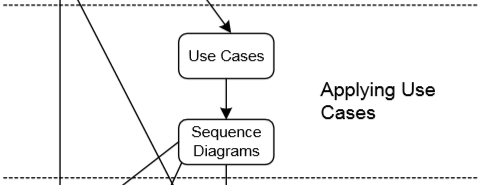 Use Cases
Applying Use
Cases
Sequence
Diagrams